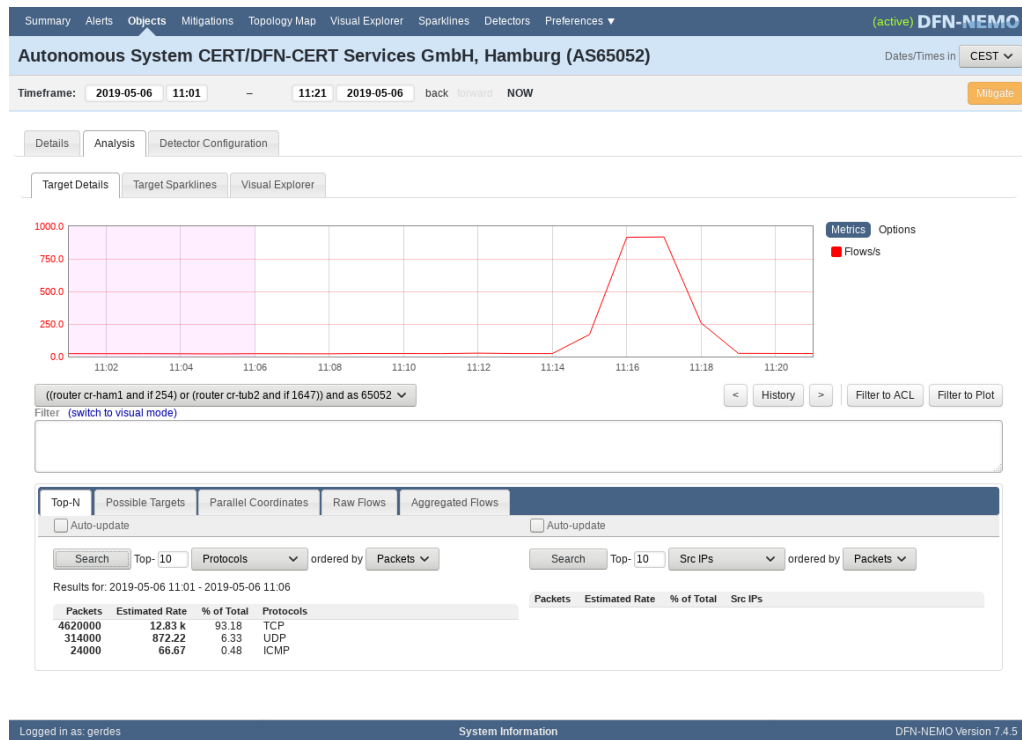 Summary Alerts Objects Mitigations Topology Map Visual Explorer Sparklines Detectors Preferences ▼ (active) DFN-NEMO
Autonomous System CERT/DFN-CERT Services GmbH, Hamburg (AS65052) Dates/Times in CEST
Timeframe: 2019-05-06 11:01 – 11:21 2019-05-06 back forward NOW Mitigate
Details Analysis Detector Configuration
Target Details Target Sparklines Visual Explorer
1000.0
750.0
500.0
250.0
0.0
Metrics Options
Flows/s
11:02 11:04 11:06 11:08 11:10 11:12 11:14 11:16 11:18 11:20
((router cr-ham1 and if 254) or (router cr-tub2 and if 1647)) and as 65052 < History > Filter to ACL Filter to Plot
Filter (switch to visual mode)
Top-N Possible Targets Parallel Coordinates Raw Flows Aggregated Flows
Auto-update Auto-update
Search Top- 10 Protocols ordered by Packets Search Top- 10 Src IPs ordered by Packets
Results for: 2019-05-06 11:01 - 2019-05-06 11:06
Packets Estimated Rate % of Total Src IPs
Packets Estimated Rate % of Total Protocols
4620000 12.83 k 93.18 TCP
314000 872.22 6.33 UDP
24000 66.67 0.48 ICMP
Logged in as: gerdes System Information DFN-NEMO Version 7.4.5